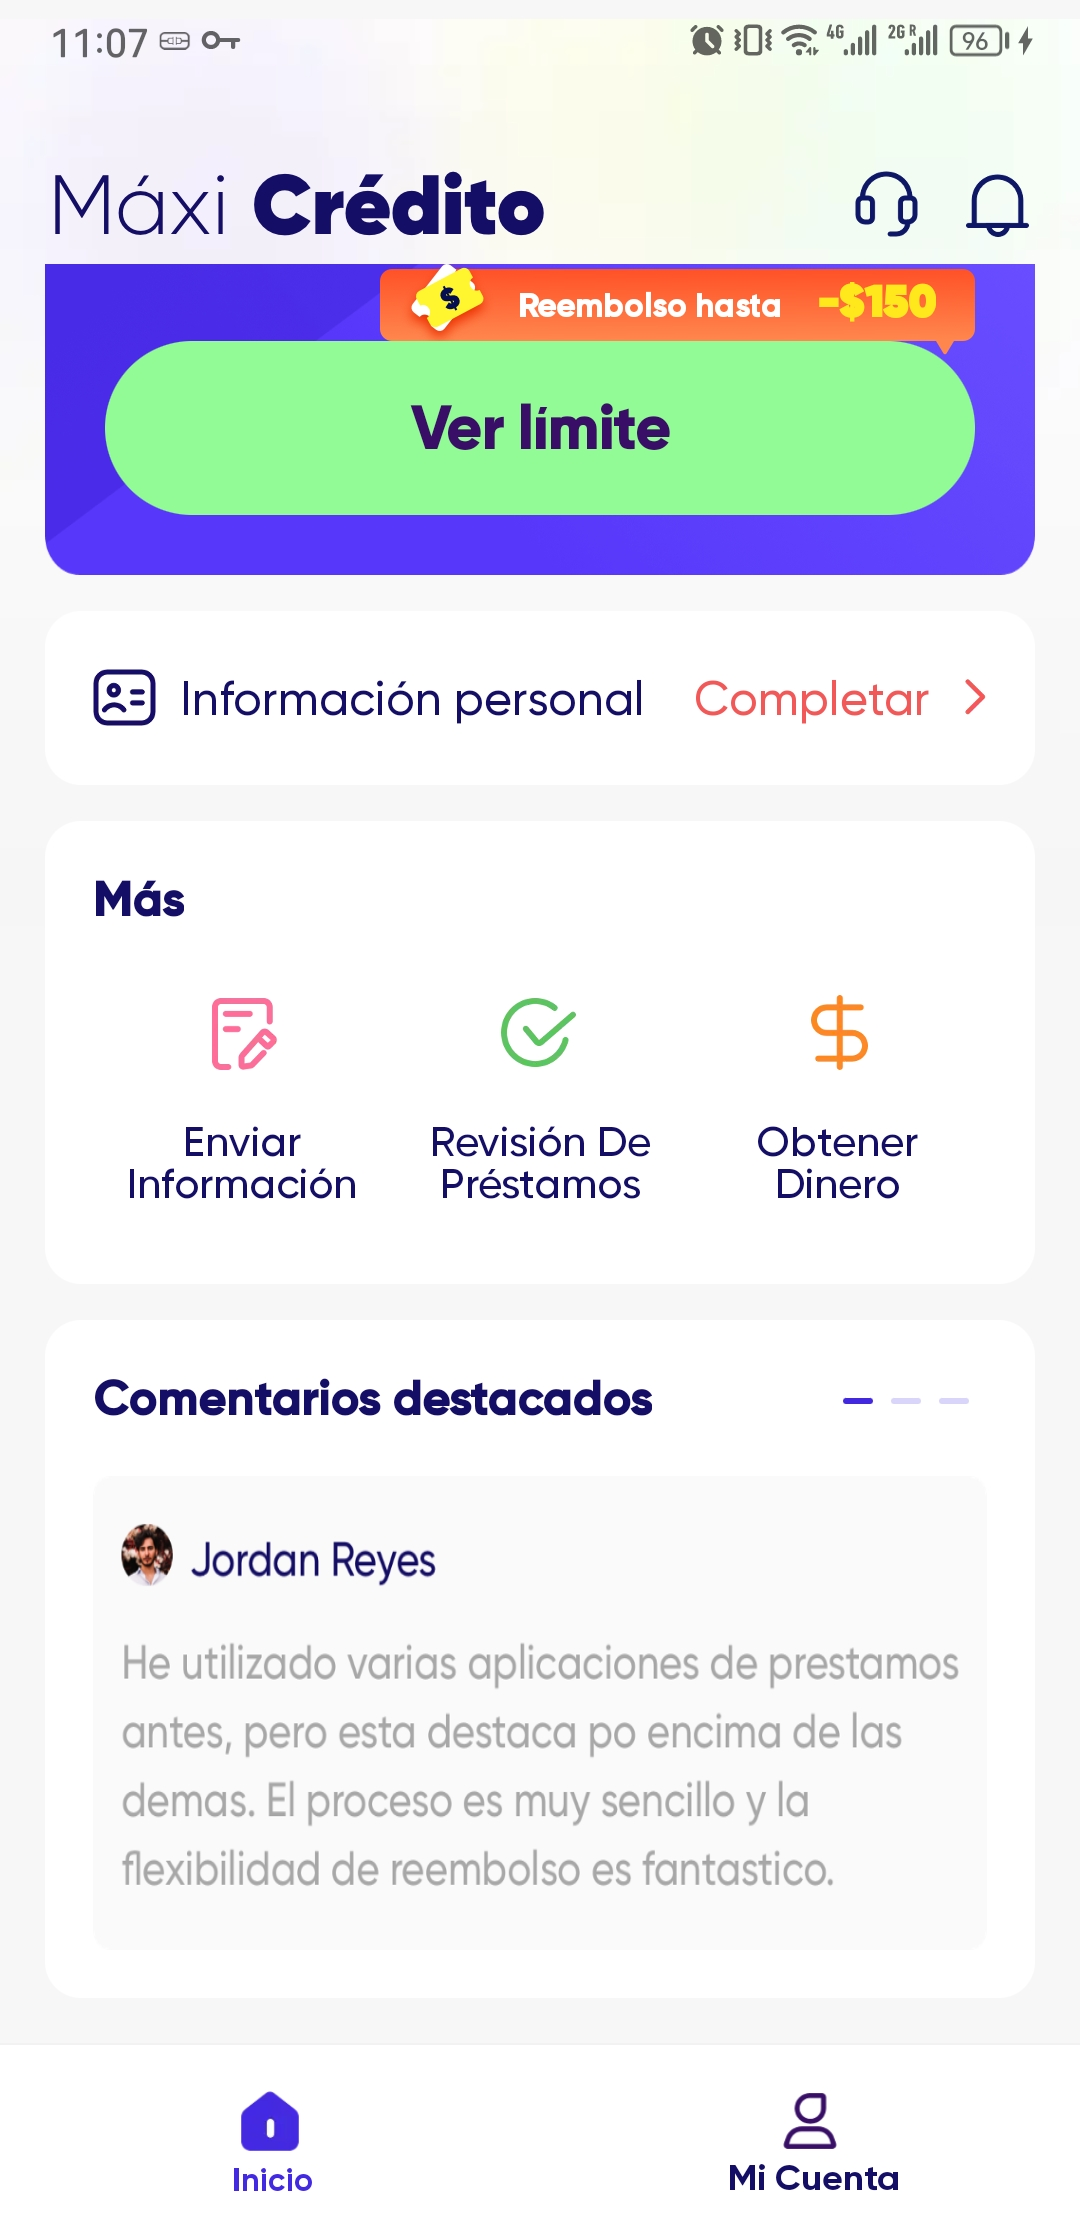 11:07
4G
2G R
96
Máxi Crédito
Reembolso hasta -$150
Ver límite
Información personal Completar
Más
Enviar
Información
Revisión De
Préstamos
Obtener
Dinero
Comentarios destacados
Jordan Reyes
He utilizado varias aplicaciones de prestamos
antes, pero esta destaca po encima de las
demas. El proceso es muy sencillo y la
flexibilidad de reembolso es fantastico.
Inicio
Mi Cuenta